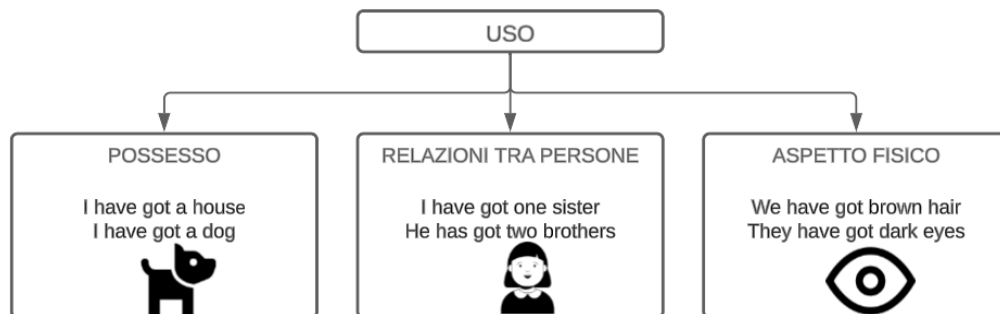 USO
POSSESSO
I have got a house
I have got a dog
RELAZIONI TRA PERSONE
I have got one sister
He has got two brothers
ASPETTO FISICO
We have got brown hair
They have got dark eyes